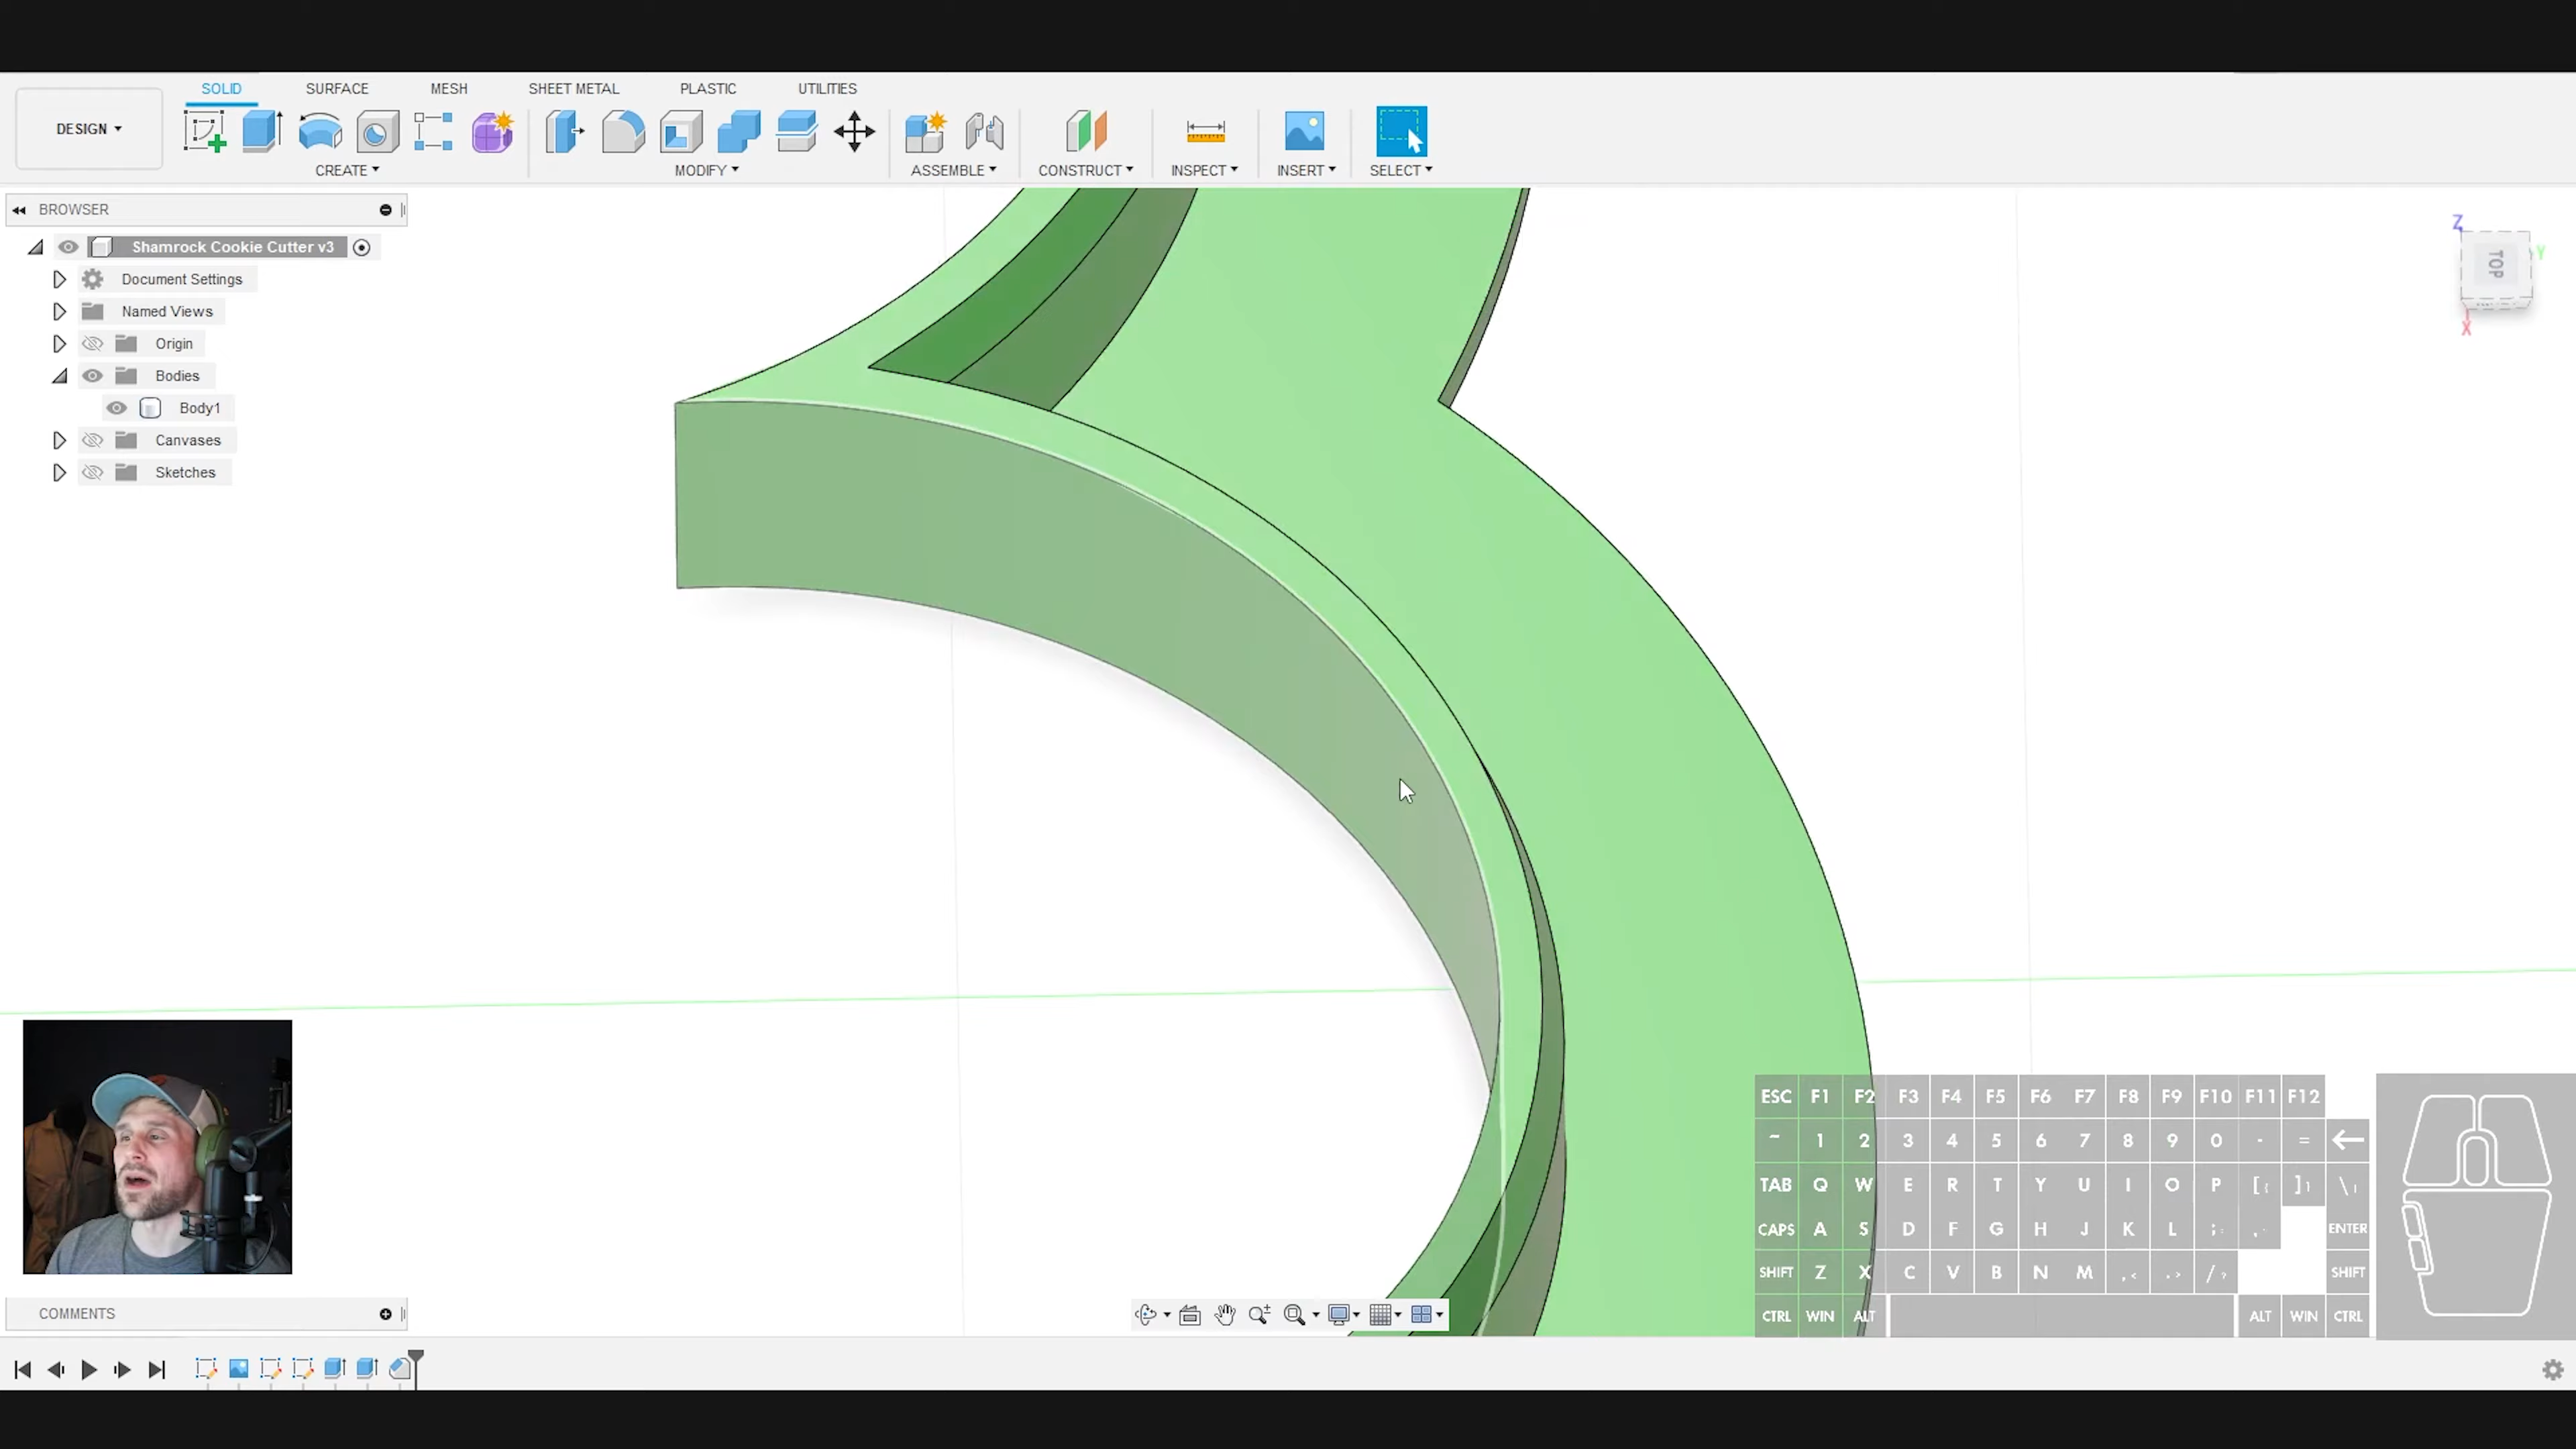 SOLID SURFACE MESH SHEET METAL PLASTIC UTILITIES
DESIGN
CREATE MODIFY ASSEMBLE CONSTRUCT INSPECT INSERT SELECT
BROWSER
Shamrock Cookie Cutter v3
Document Settings
Named Views
Origin
Bodies
Body1
Canvases
Sketches
Z
Y
TOP
X
ESC F1 F2 F3 F4 F5 F6 F7 F8 F9 F10 F11 F12
~ 1 2 3 4 5 6 7 8 9 0 - =
TAB Q W E R T Y U I O P [ ] \
CAPS A S D F G H J K L ; ENTER
SHIFT Z X C V B N M , < . > / ? SHIFT
CTRL WIN ALT ALT WIN CTRL
COMMENTS